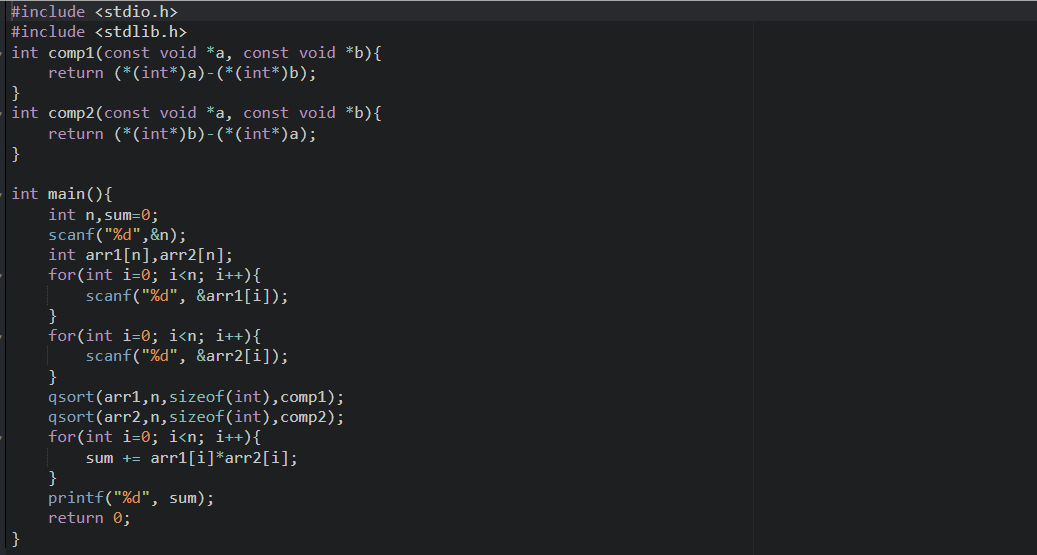 #include <stdio.h>
#include <stdlib.h>
int comp1(const void *a, const void *b){
    return (*(int*)a)-(*(int*)b);
}
int comp2(const void *a, const void *b){
    return (*(int*)b)-(*(int*)a);
}

int main(){
    int n,sum=0;
    scanf("%d",&n);
    int arr1[n],arr2[n];
    for(int i=0; i<n; i++){
        scanf("%d", &arr1[i]);
    }
    for(int i=0; i<n; i++){
        scanf("%d", &arr2[i]);
    }
    qsort(arr1,n,sizeof(int),comp1);
    qsort(arr2,n,sizeof(int),comp2);
    for(int i=0; i<n; i++){
        sum += arr1[i]*arr2[i];
    }
    printf("%d", sum);
    return 0;
}